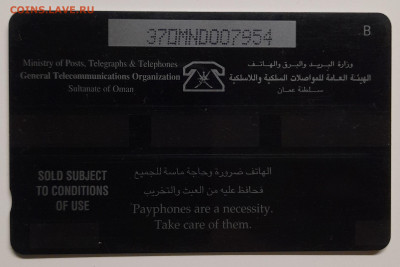 COINS.LAVE.RU
37OMND007954
B
Ministry of Posts, Telegraphs & Telephones
General Telecommunications Organization
Sultanate of Oman
وزارة البريد والبرق والهاتف
الهيئة العامة للمواصلات السلكية واللاسلكية
سلطنة عمان
SOLD SUBJECT
TO CONDITIONS
OF USE
الهاتف ضرورة وحاجة ماسة للجميع
فحافظ عليه من العبث والتخريب
Payphones are a necessity.
Take care of them.